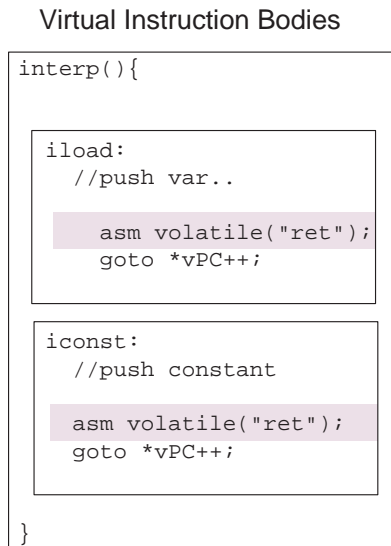 Virtual Instruction Bodies
interp(){
iload:
//push var..
asm volatile("ret");
goto *vPC++;
iconst:
//push constant
asm volatile("ret");
goto *vPC++;
}